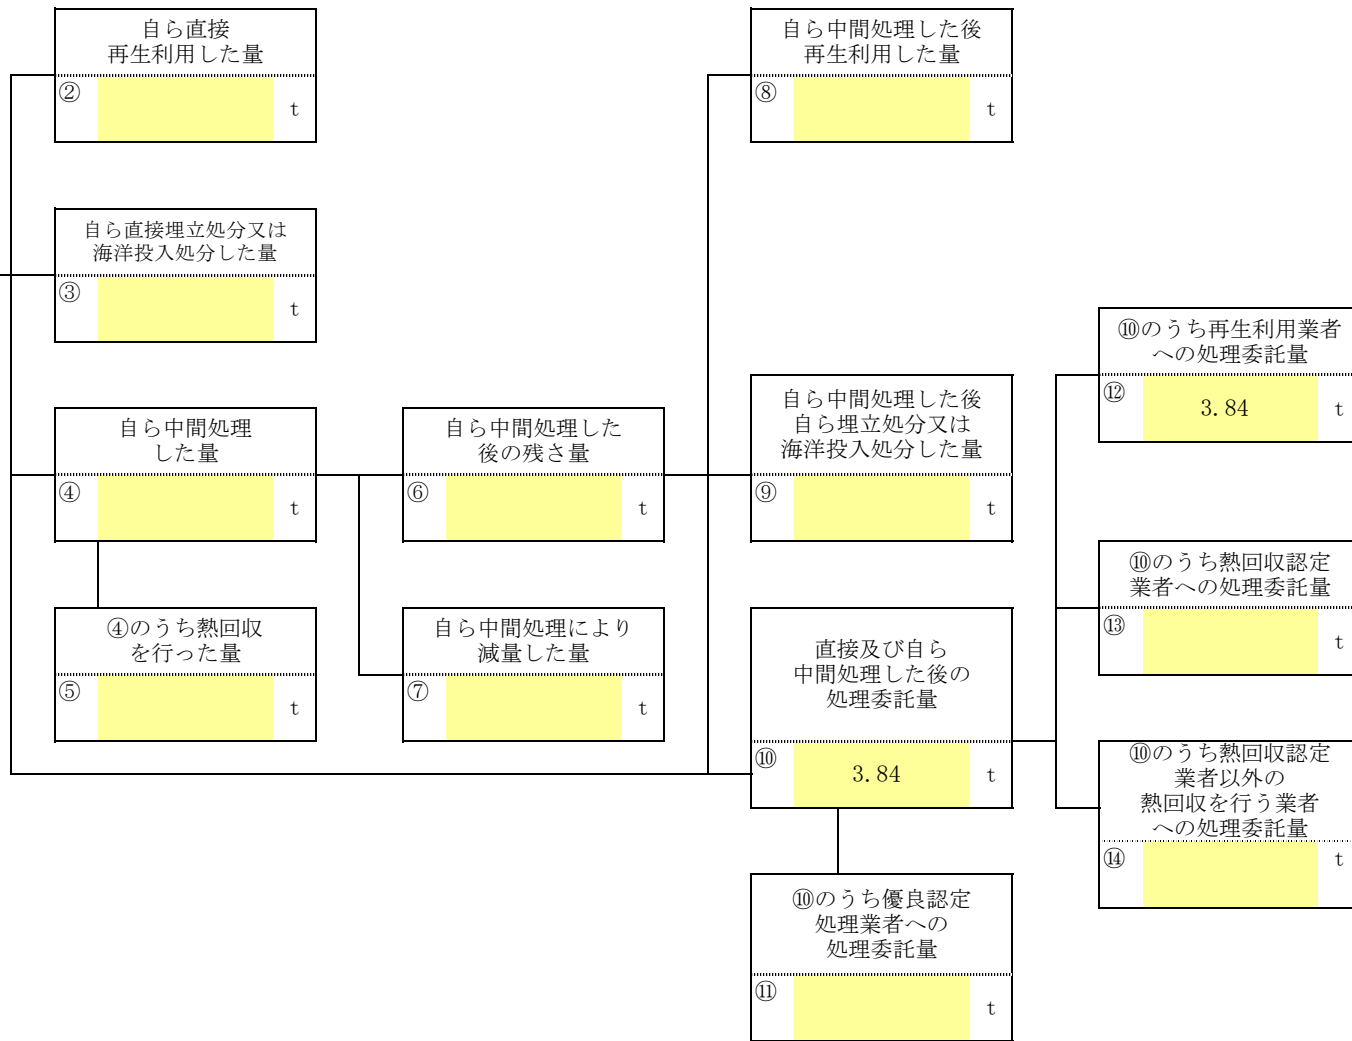 自ら直接
再生利用した量
②
t
自ら中間処理した後
再生利用した量
⑧
t
自ら直接埋立処分又は
海洋投入処分した量
③
t
⑩のうち再生利用業者
への処理委託量
⑫
3.84
t
自ら中間処理
した量
④
t
自ら中間処理した
後の残さ量
⑥
t
自ら中間処理した後
自ら埋立処分又は
海洋投入処分した量
⑨
t
⑩のうち熱回収認定
業者への処理委託量
⑬
t
④のうち熱回収
を行った量
⑤
t
自ら中間処理により
減量した量
⑦
t
直接及び自ら
中間処理した後の
処理委託量
⑩
3.84
t
⑩のうち熱回収認定
業者以外の
熱回収を行う業者
への処理委託量
⑭
t
⑩のうち優良認定
処理業者への
処理委託量
⑪
t